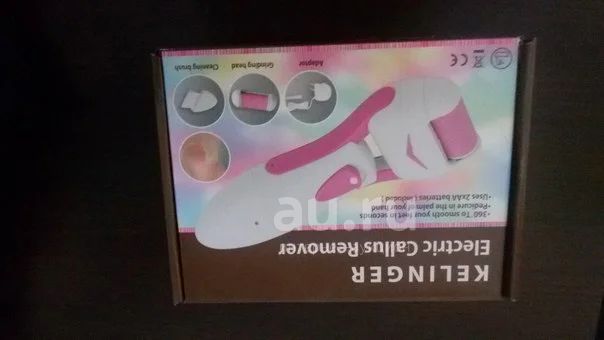 KELINGER
Electric Callus Remover
•360° To smooth your feet in seconds
•Pedicure in the palm of your hand
•Uses 2xAA batteries ( included )
Adaptor
Grinding head
Cleaning brush
CE
au.ru